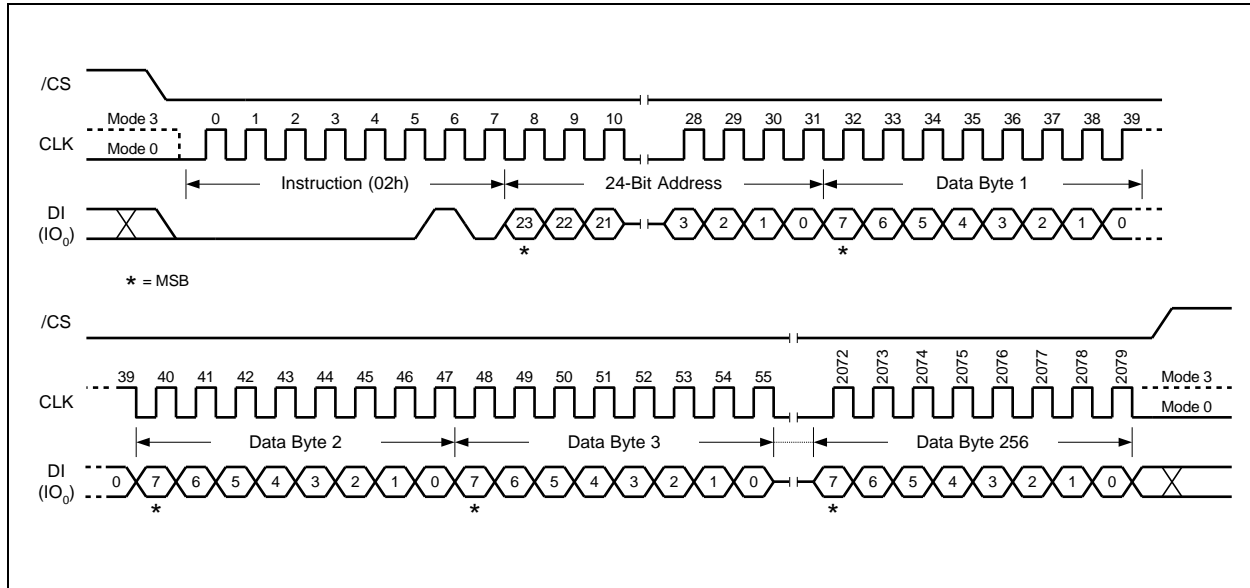 /CS
Mode 3
0 1 2 3 4 5 6 7 8 9 10 28 29 30 31 32 33 34 35 36 37 38 39
CLK
Mode 0
Instruction (02h) 24-Bit Address Data Byte 1
DI
(IO0)
23 22 21 3 2 1 0 7 6 5 4 3 2 1 0
* *
* = MSB
/CS
39 40 41 42 43 44 45 46 47 48 49 50 51 52 53 54 55 2072 2073 2074 2075 2076 2077 2078 2079
Mode 3
CLK
Mode 0
Data Byte 2 Data Byte 3 Data Byte 256
DI
(IO0)
0 7 6 5 4 3 2 1 0 7 6 5 4 3 2 1 0 7 6 5 4 3 2 1 0
* * *